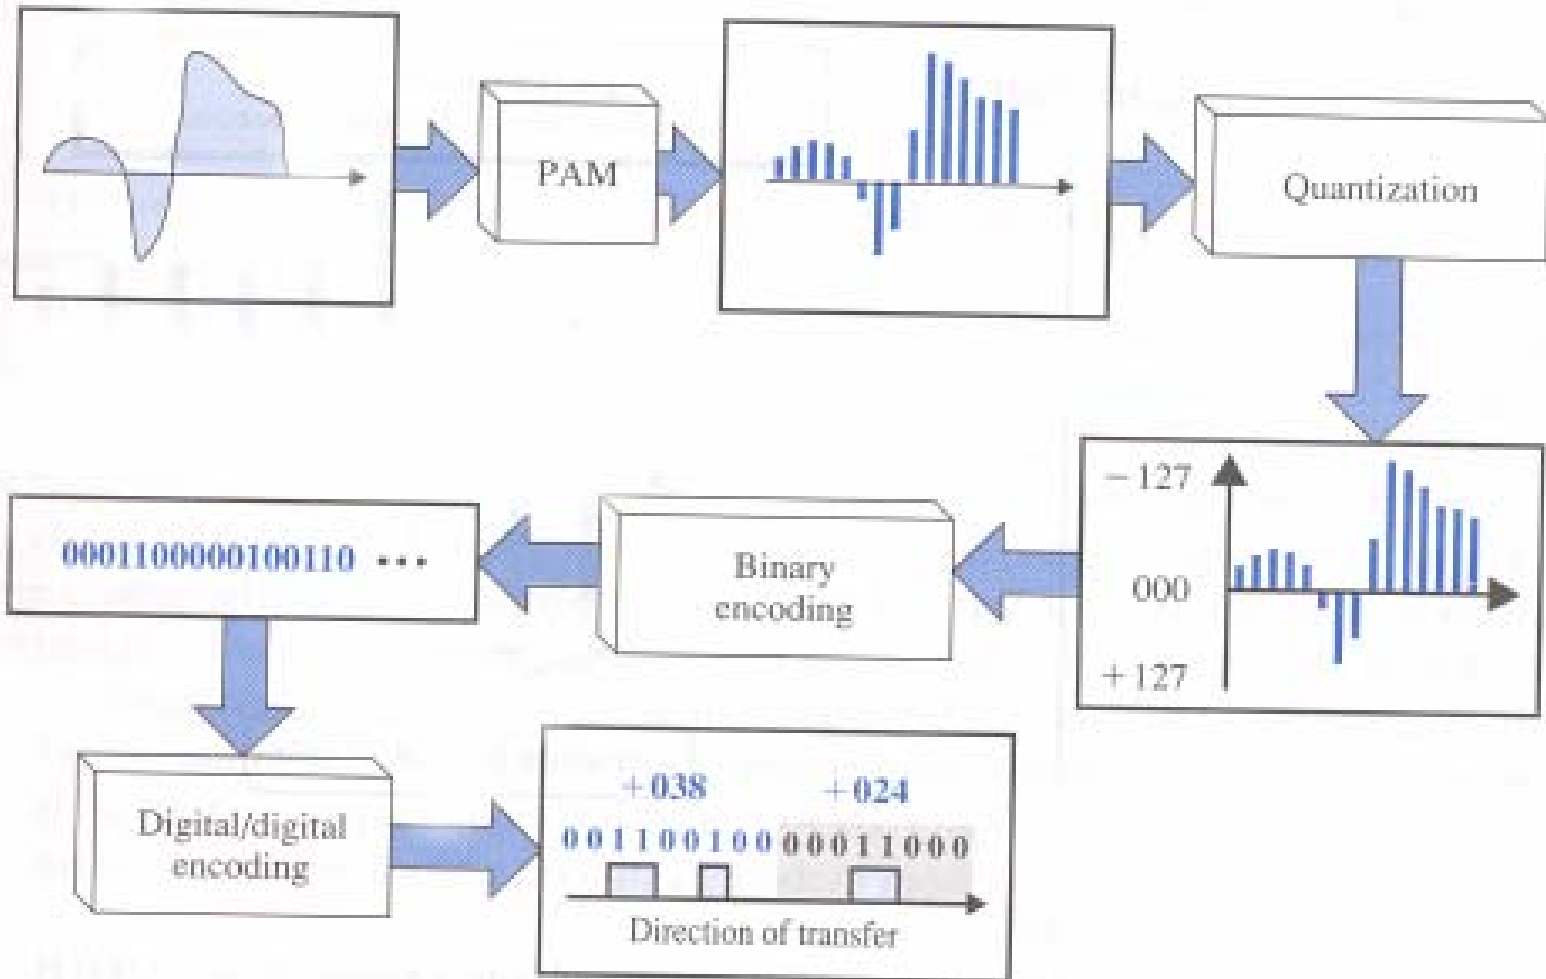 PAM
Quantization
− 127
000
+ 127
Binary
encoding
0001100000100110 •••
Digital/digital
encoding
+ 038 + 024
0 0 1 1 0 0 1 0 0 0 0 0 1 1 0 0 0
Direction of transfer